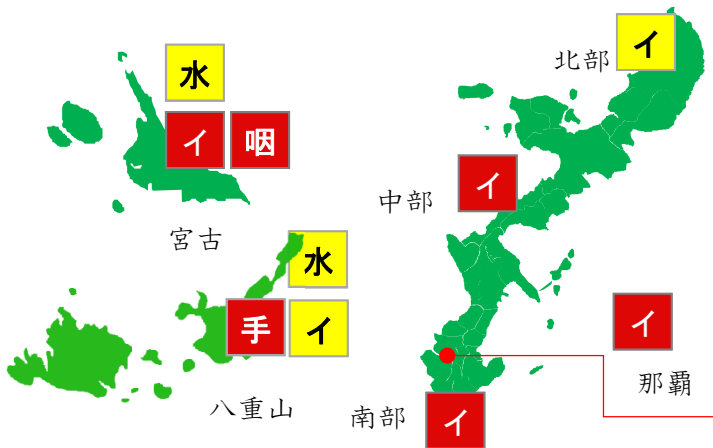 水
イ 咽
宮古
水
手 イ
八重山
イ
北部
イ
中部
イ
那覇
イ
南部